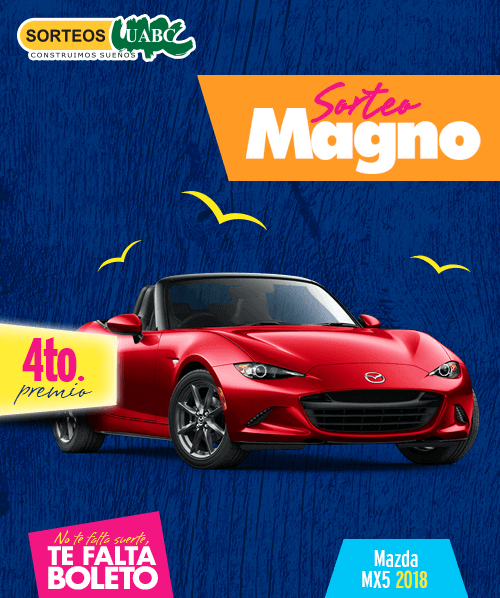 SORTEOS UABC
CONSTRUIMOS SUEÑOS
Sorteo
Magno
4to.
premio
No te falta suerte,
TE FALTA
BOLETO
Mazda
MX5 2018